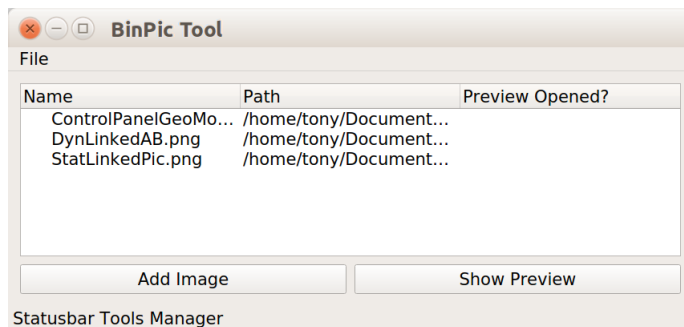 BinPic Tool
File
Name Path Preview Opened?
ControlPanelGeoMo... /home/tony/Document...
DynLinkedAB.png /home/tony/Document...
StatLinkedPic.png /home/tony/Document...
Add Image Show Preview
Statusbar Tools Manager